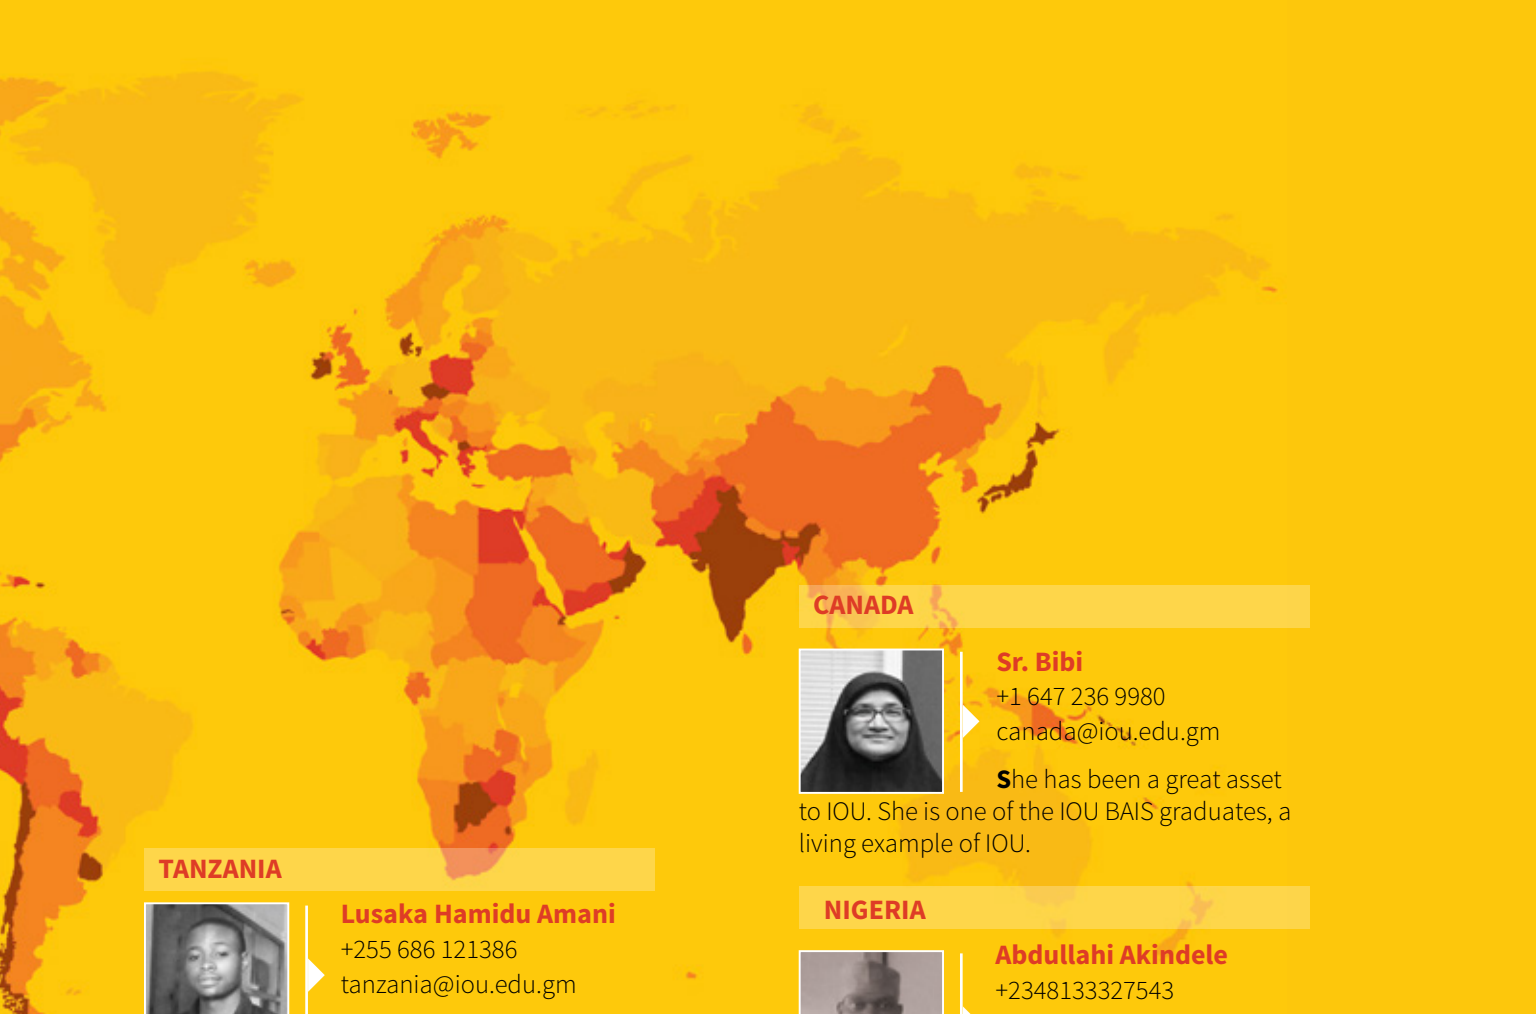 CANADA
Sr. Bibi
+1 647 236 9980
canada@iou.edu.gm
She has been a great asset
to IOU. She is one of the IOU BAIS graduates, a
living example of IOU.
TANZANIA
Lusaka Hamidu Amani
+255 686 121386
tanzania@iou.edu.gm
NIGERIA
Abdullahi Akindele
+2348133327543